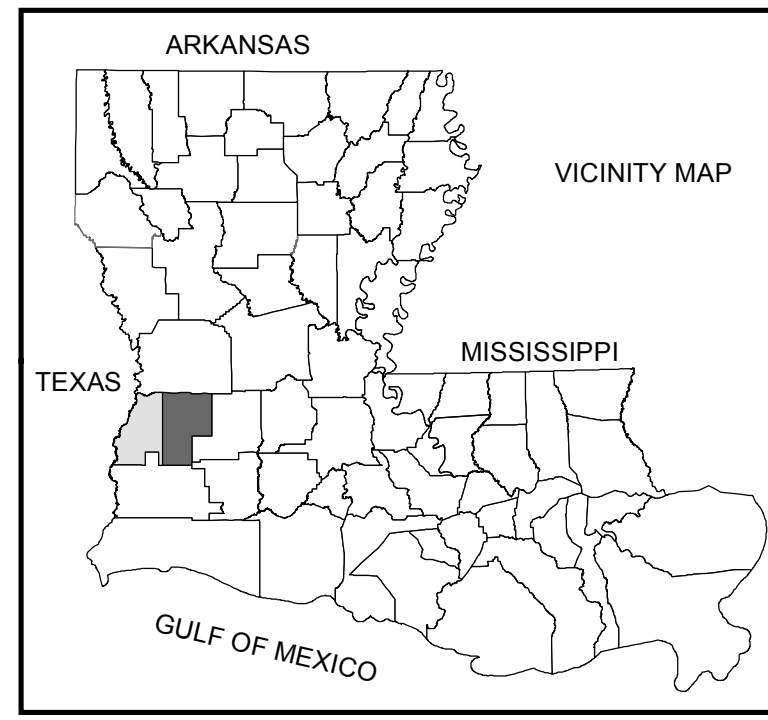 ARKANSAS
VICINITY MAP
MISSISSIPPI
TEXAS
GULF OF MEXICO